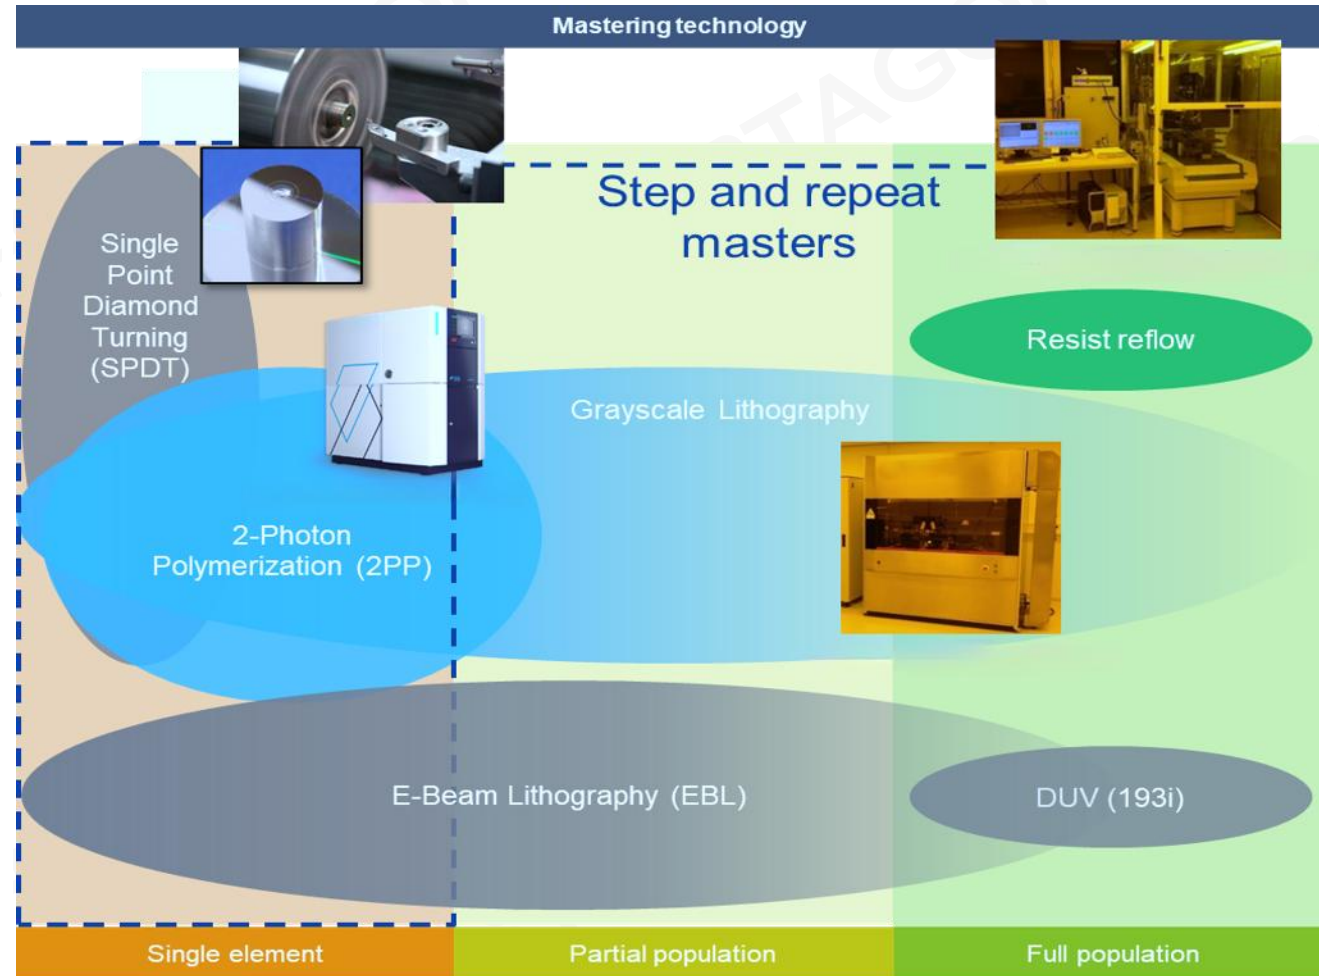 Mastering technology
Step and repeat
masters
Single
Point
Diamond
Turning
(SPDT)
Resist reflow
Grayscale Lithography
2-Photon
Polymerization (2PP)
E-Beam Lithography (EBL)
DUV (193i)
Single element
Partial population
Full population